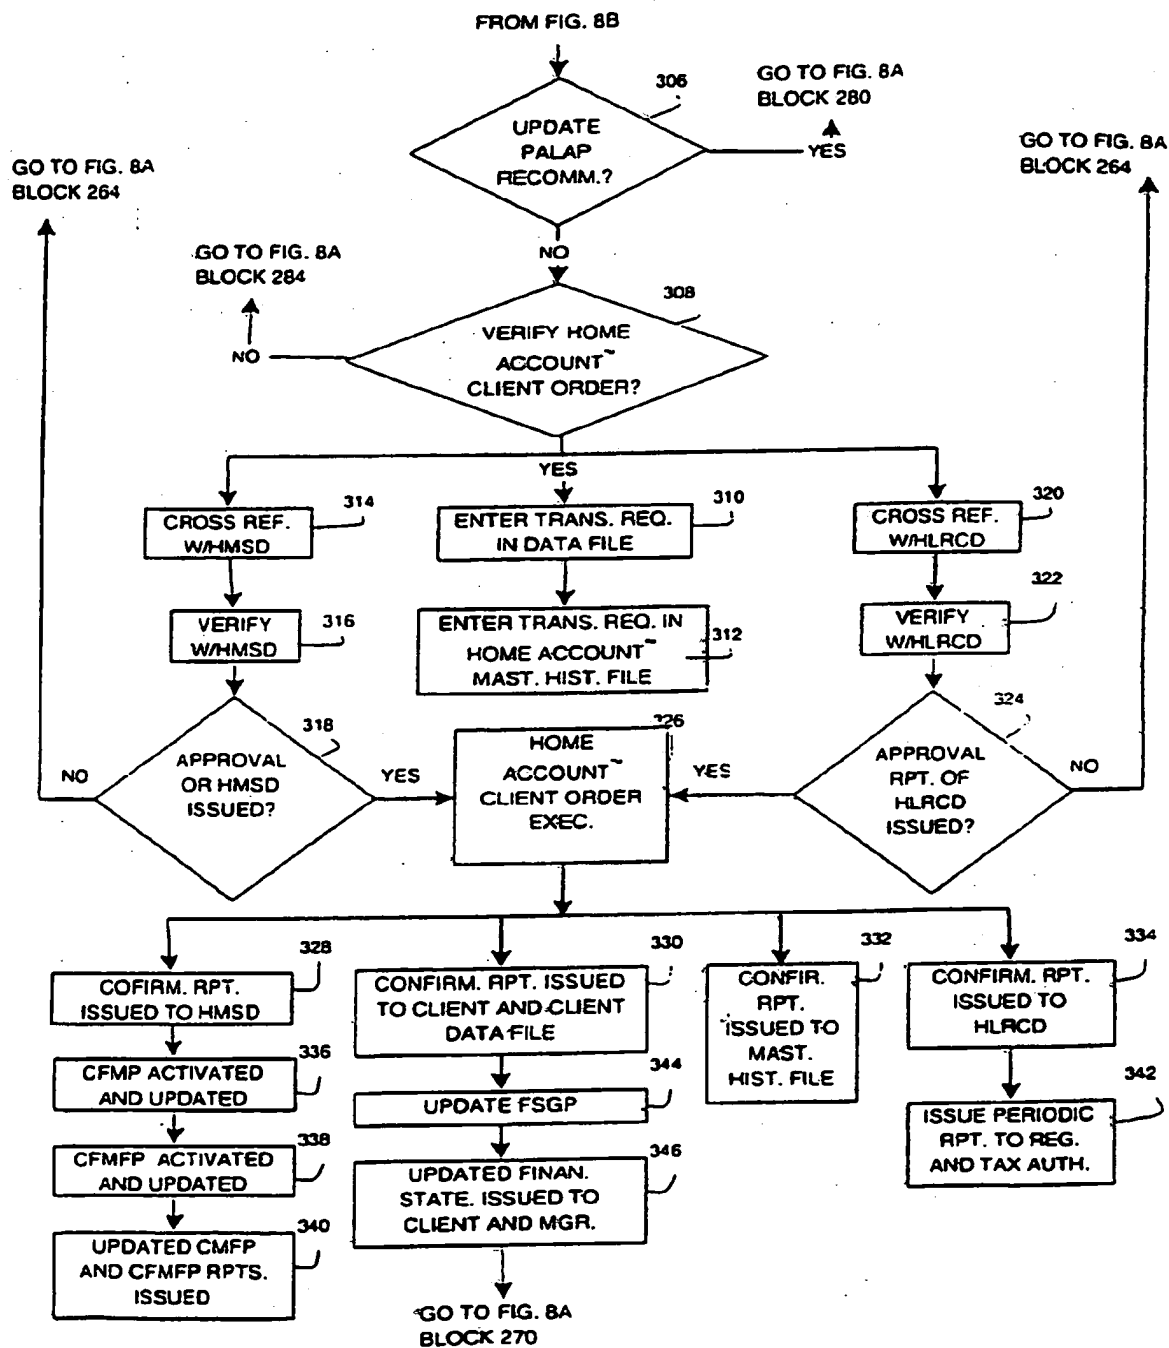 FROM FIG. 8B
306
UPDATE
PALAP
RECOMM.?
GO TO FIG. 8A
BLOCK 280
YES
GO TO FIG. 8A
BLOCK 264
GO TO FIG. 8A
BLOCK 264
NO
GO TO FIG. 8A
BLOCK 284
NO
308
VERIFY HOME
ACCOUNT~
CLIENT ORDER?
YES
314
CROSS REF.
W/HMSD
310
ENTER TRANS. REQ.
IN DATA FILE
320
CROSS REF.
W/HLRCD
316
VERIFY
W/HMSD
312
ENTER TRANS. REQ. IN
HOME ACCOUNT~
MAST. HIST. FILE
322
VERIFY
W/HLRCD
318
APPROVAL
OR HMSD
ISSUED?
NO
YES
326
HOME
ACCOUNT~
CLIENT ORDER
EXEC.
324
APPROVAL
RPT. OF
HLRCD
ISSUED?
YES
NO
328
COFIRM. RPT.
ISSUED TO HMSD
330
CONFIRM. RPT. ISSUED
TO CLIENT AND CLIENT
DATA FILE
332
CONFIR.
RPT.
ISSUED TO
MAST.
HIST. FILE
334
CONFIRM. RPT.
ISSUED TO
HLRCD
336
CFMP ACTIVATED
AND UPDATED
344
UPDATE FSGP
342
ISSUE PERIODIC
RPT. TO REG.
AND TAX AUTH.
338
CFMFP ACTIVATED
AND UPDATED
346
UPDATED FINAN.
STATE. ISSUED TO
CLIENT AND MGR.
340
UPDATED CMFP
AND CFMFP RPTS.
ISSUED
GO TO FIG. 8A
BLOCK 270